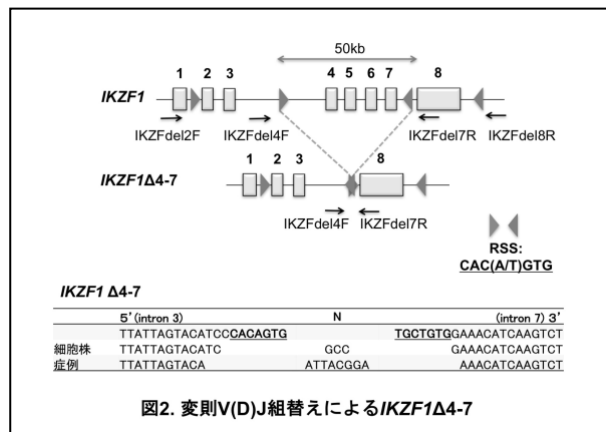 50kb
1 2 3 4 5 6 7 8
IKZF1
IKZFdel2F IKZFdel4F IKZFdel7R IKZFdel8R
1 2 3 8
IKZF1Δ4-7
IKZFdel4F IKZFdel7R
RSS:
CAC(A/T)GTG
IKZF1 Δ4-7
5' (intron 3) N (intron 7) 3'
TTATTAGTACATCCCACAGTG TGCTGTGGAAACATCAAGTCT
細胞株 TTATTAGTACATC GCC GAAACATCAAGTCT
症例 TTATTAGTACA ATTACGGA AAACATCAAGTCT
図2. 変則V(D)J組替えによるIKZF1Δ4-7